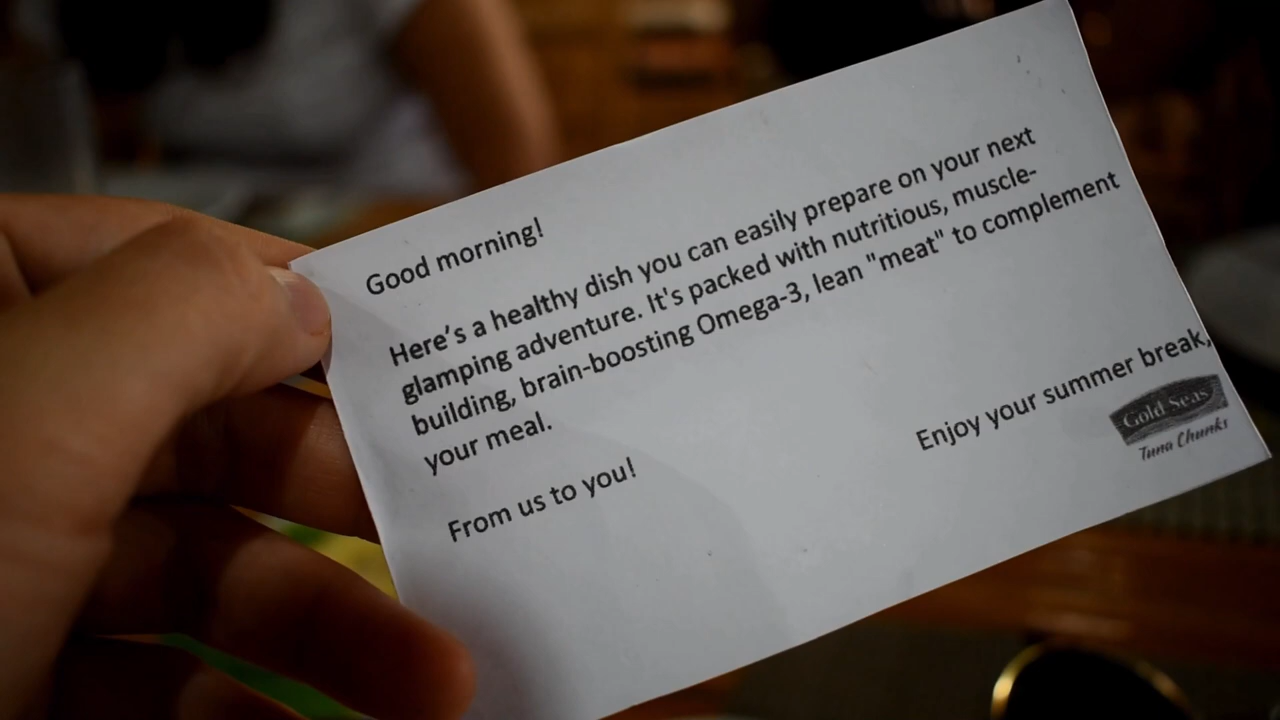 Good morning!
Here's a healthy dish you can easily prepare on your next
glamping adventure. It's packed with nutritious, muscle-
building, brain-boosting Omega-3, lean "meat" to complement
your meal.
From us to you!
Enjoy your summer break,
Gold Seas
Tuna Chunks